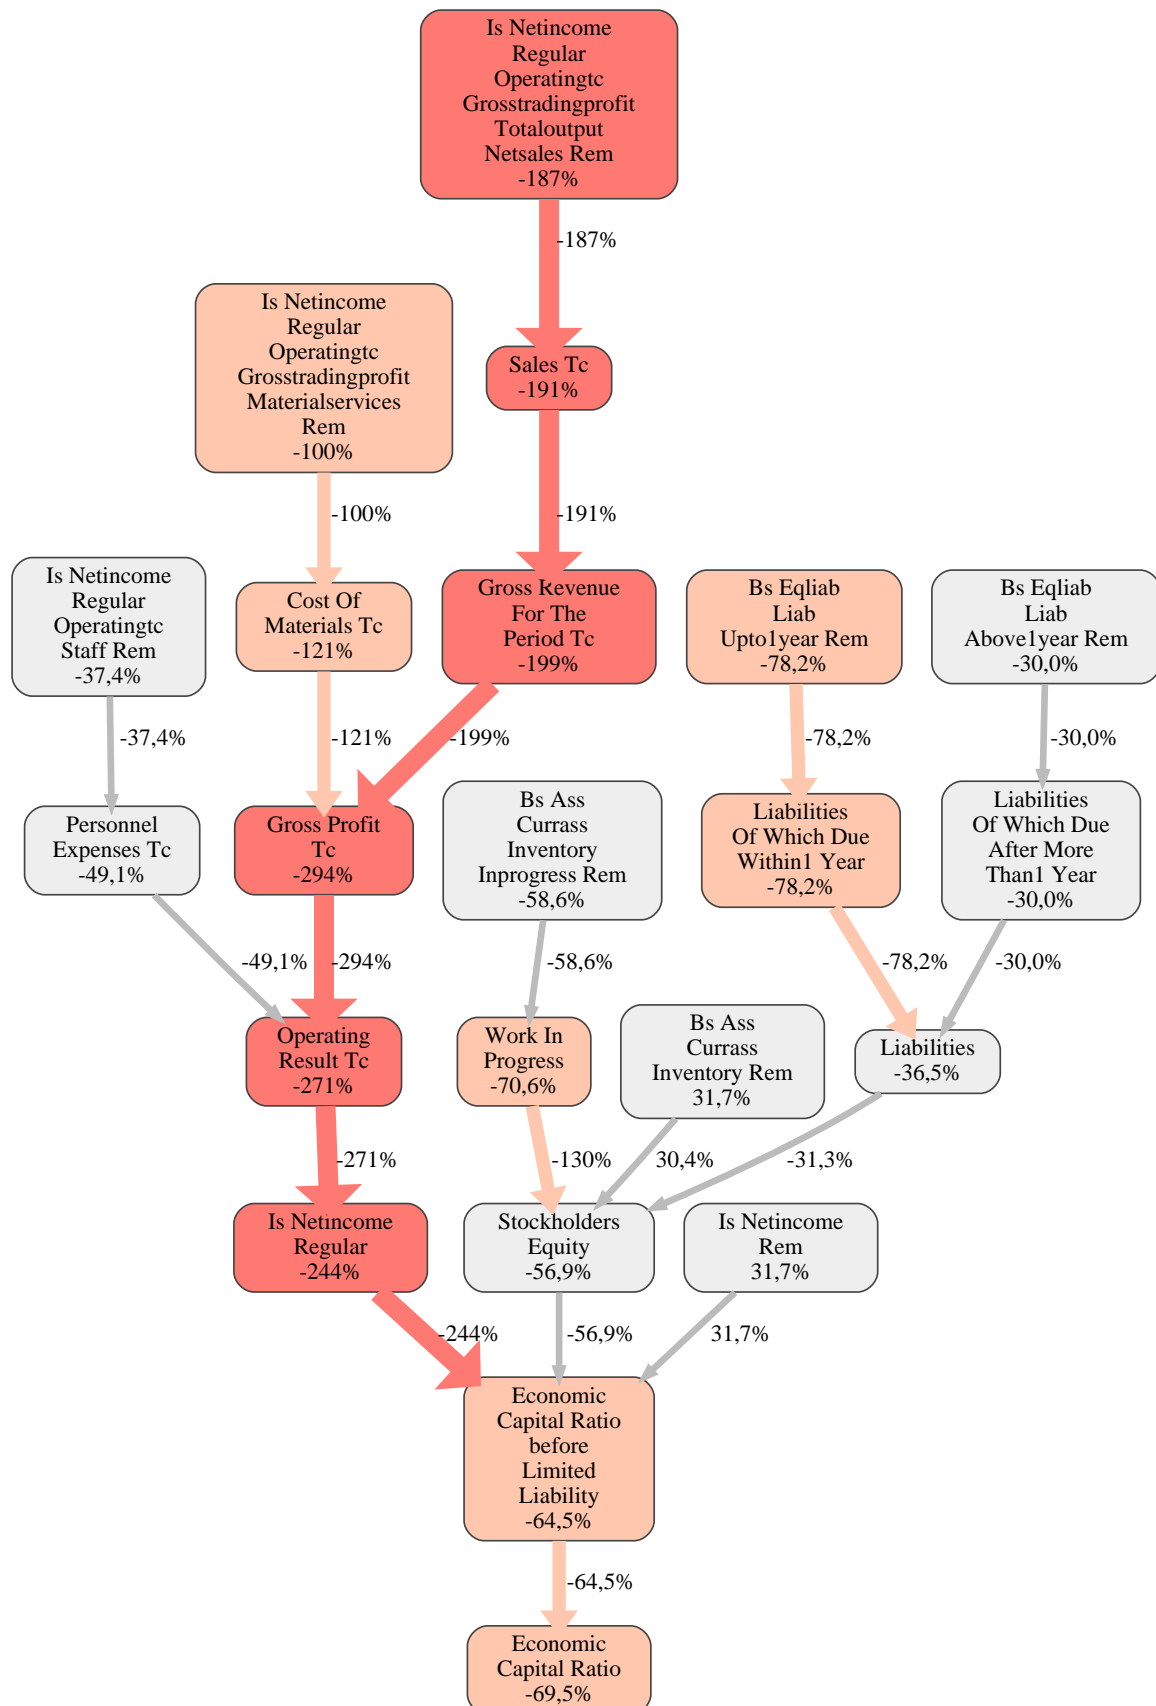 Is Netincome
Regular
Operatingtc
Grosstradingprofit
Totaloutput
Netsales Rem
-187%
-187%
Is Netincome
Regular
Operatingtc
Grosstradingprofit
Materialservices
Rem
-100%
Sales Tc
-191%
-100%
-191%
Is Netincome
Regular
Operatingtc
Staff Rem
-37,4%
Cost Of
Materials Tc
-121%
Gross Revenue
For The
Period Tc
-199%
Bs Eqliab
Liab
Upto1year Rem
-78,2%
Bs Eqliab
Liab
Above1year Rem
-30,0%
-37,4%
-121%
-199%
-78,2%
-30,0%
Personnel
Expenses Tc
-49,1%
Gross Profit
Tc
-294%
Bs Ass
Currass
Inventory
Inprogress Rem
-58,6%
Liabilities
Of Which Due
Within1 Year
-78,2%
Liabilities
Of Which Due
After More
Than1 Year
-30,0%
-49,1%
-294%
-58,6%
-78,2%
-30,0%
Operating
Result Tc
-271%
Work In
Progress
-70,6%
Bs Ass
Currass
Inventory Rem
31,7%
Liabilities
-36,5%
-271%
-130%
30,4%
-31,3%
Is Netincome
Regular
-244%
Stockholders
Equity
-56,9%
Is Netincome
Rem
31,7%
-244%
-56,9%
31,7%
Economic
Capital Ratio
before
Limited
Liability
-64,5%
-64,5%
Economic
Capital Ratio
-69,5%